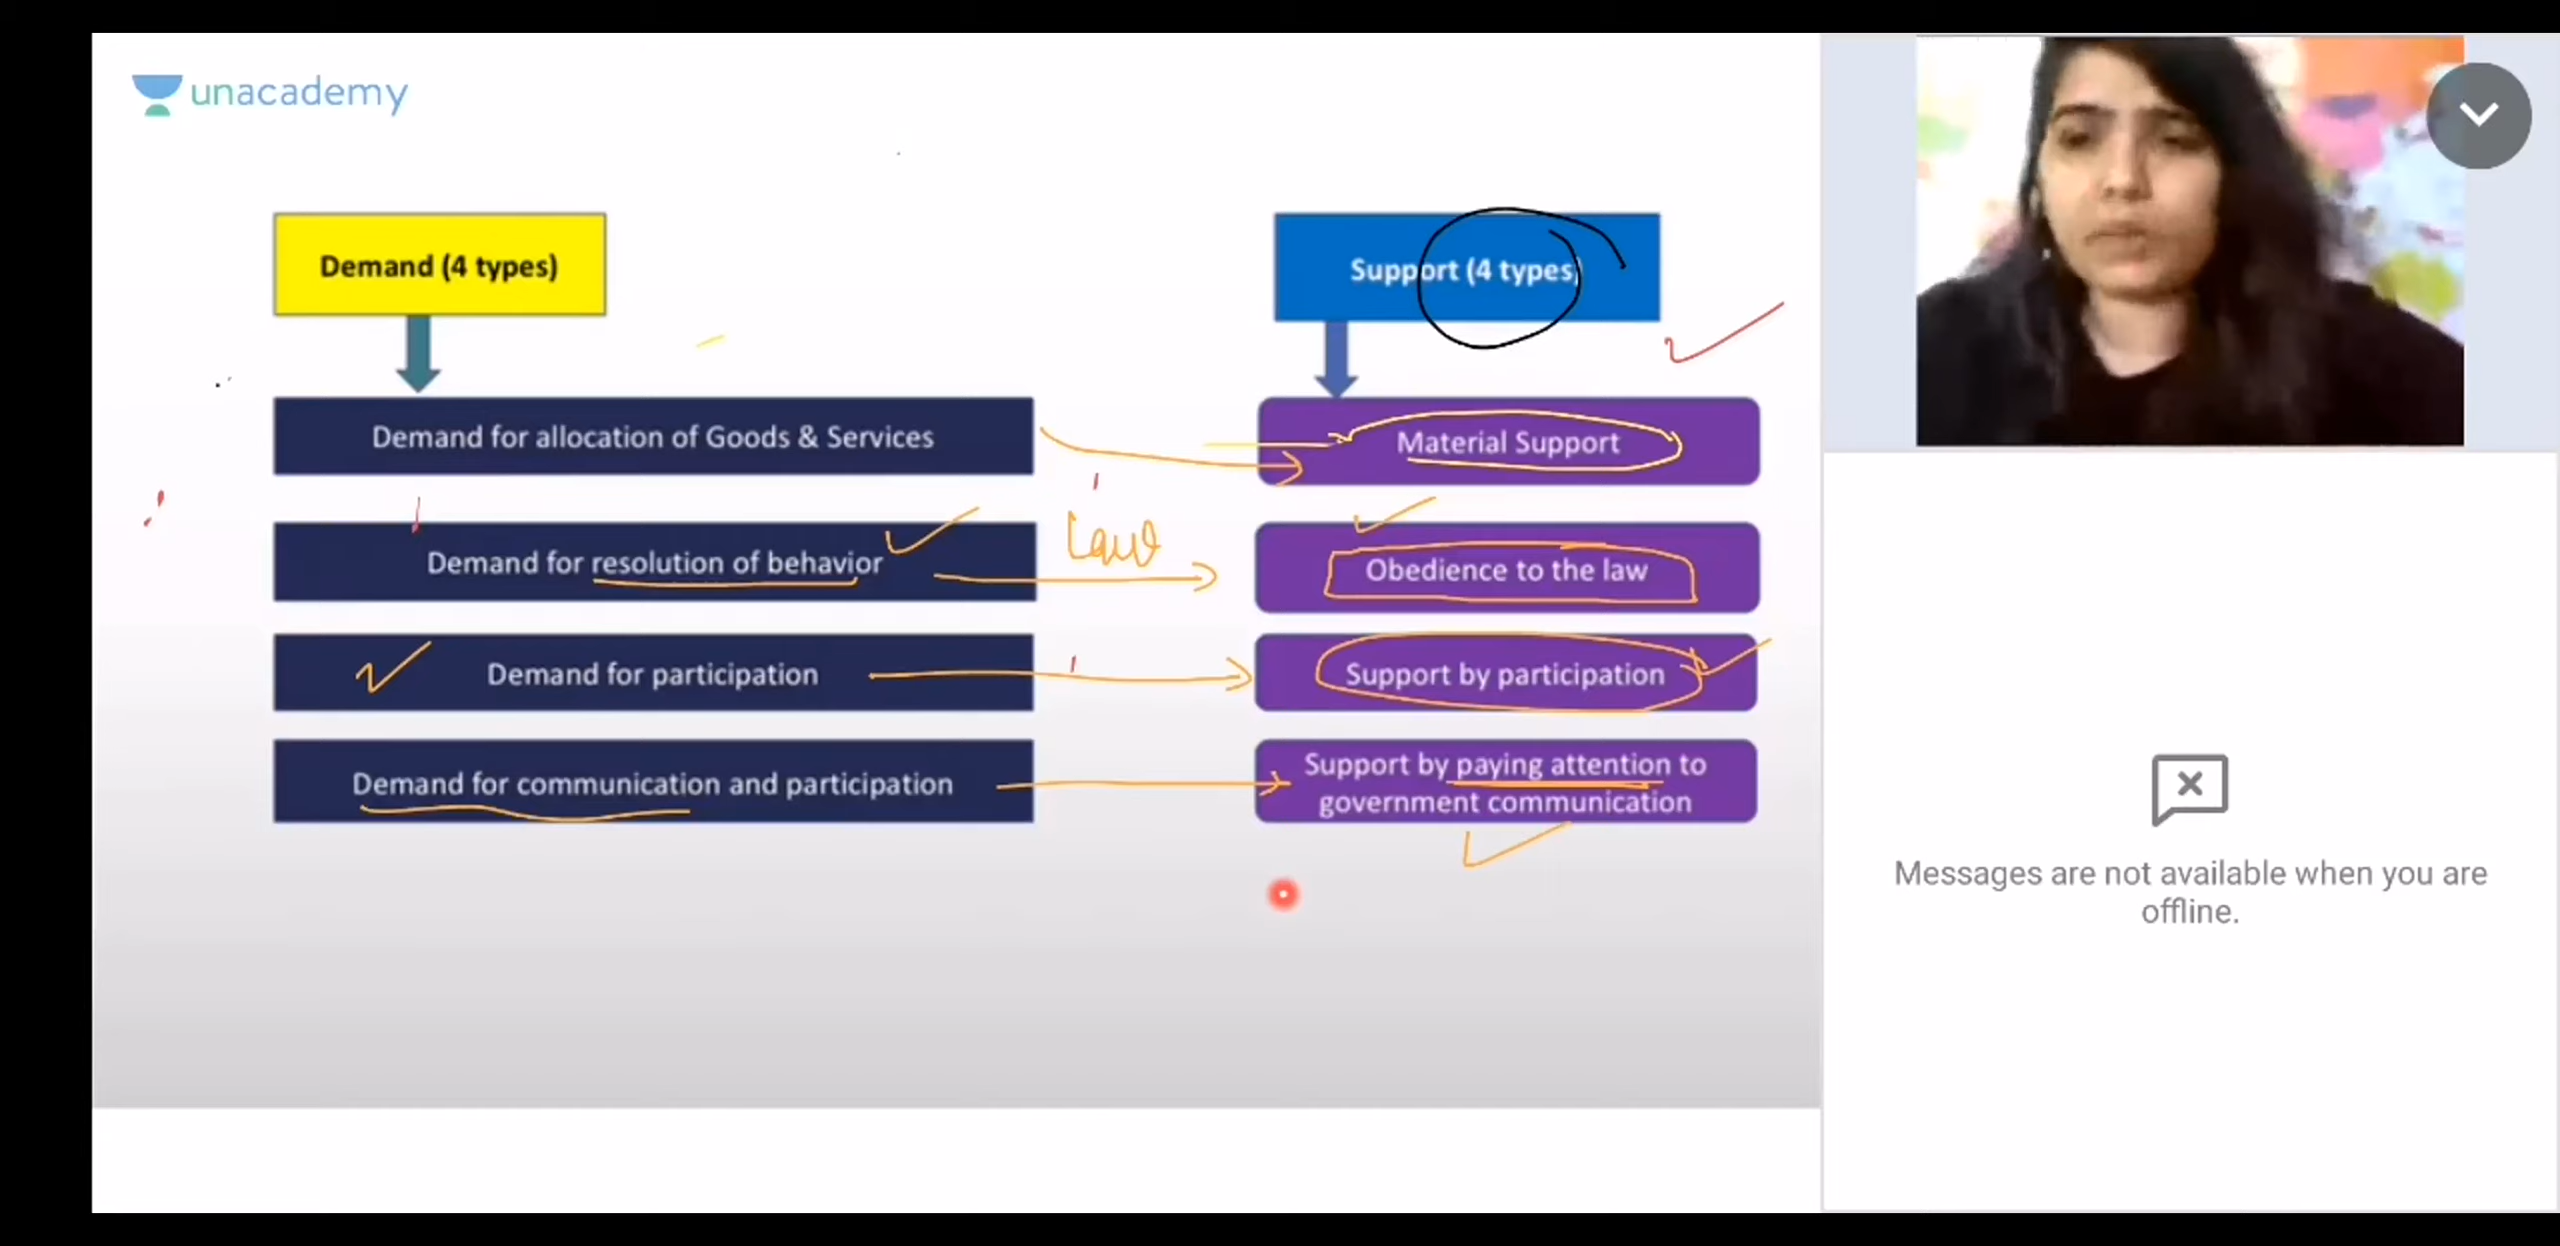 unacademy
Demand (4 types)
Support (4 types)
Demand for allocation of Goods & Services
Material Support
Law
Demand for resolution of behavior
Obedience to the law
Demand for participation
Support by participation
Demand for communication and participation
Support by paying attention to
government communication
Messages are not available when you are
offline.